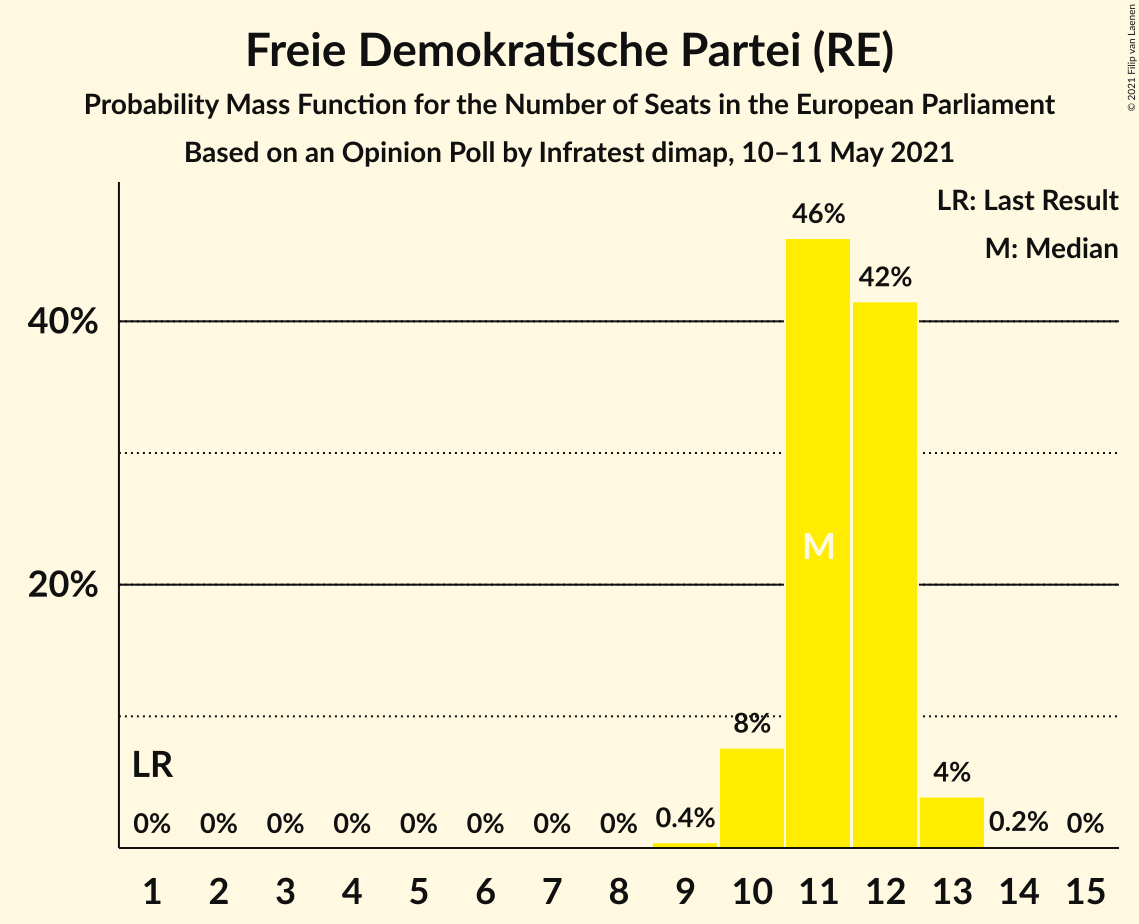 Freie Demokratische Partei (RE)
Probability Mass Function for the Number of Seats in the European Parliament
Based on an Opinion Poll by Infratest dimap, 10–11 May 2021
© 2021 Filip van Laenen
LR: Last Result
M: Median
46%
42%
40%
M
20%
8%
LR
4%
0% 0% 0% 0% 0% 0% 0% 0% 0.4% 0.2% 0%
1 2 3 4 5 6 7 8 9 10 11 12 13 14 15